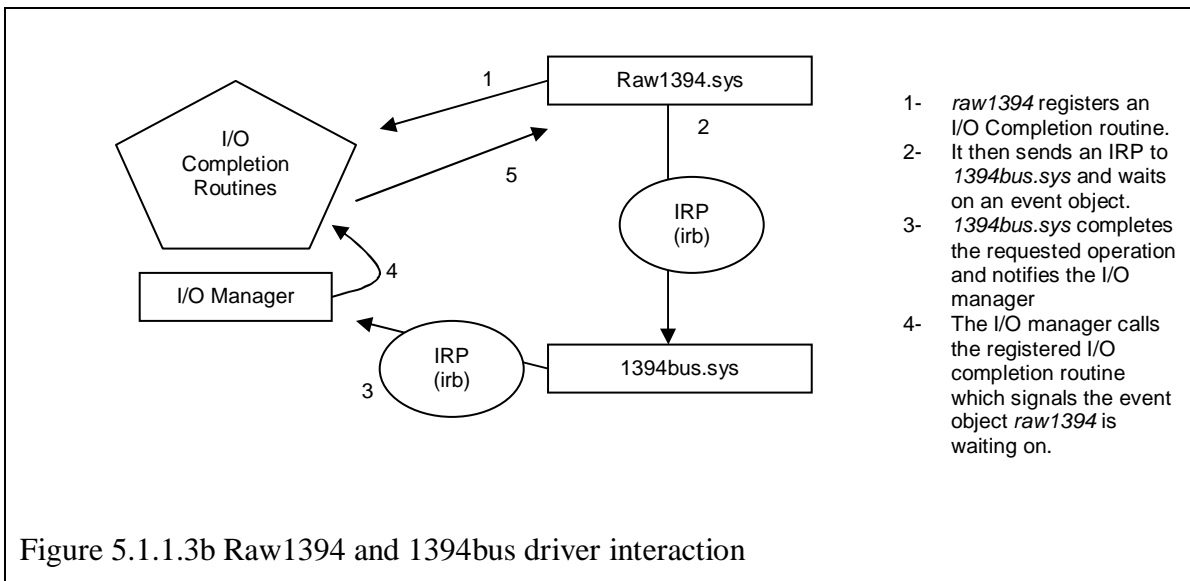 1
Raw1394.sys
2
I/O
Completion
Routines
5
IRP
(irb)
4
I/O Manager
IRP
(irb)
3
1394bus.sys
1- raw1394 registers an
I/O Completion routine.
2- It then sends an IRP to
1394bus.sys and waits
on an event object.
3- 1394bus.sys completes
the requested operation
and notifies the I/O
manager
4- The I/O manager calls
the registered I/O
completion routine
which signals the event
object raw1394 is
waiting on.
Figure 5.1.1.3b Raw1394 and 1394bus driver interaction